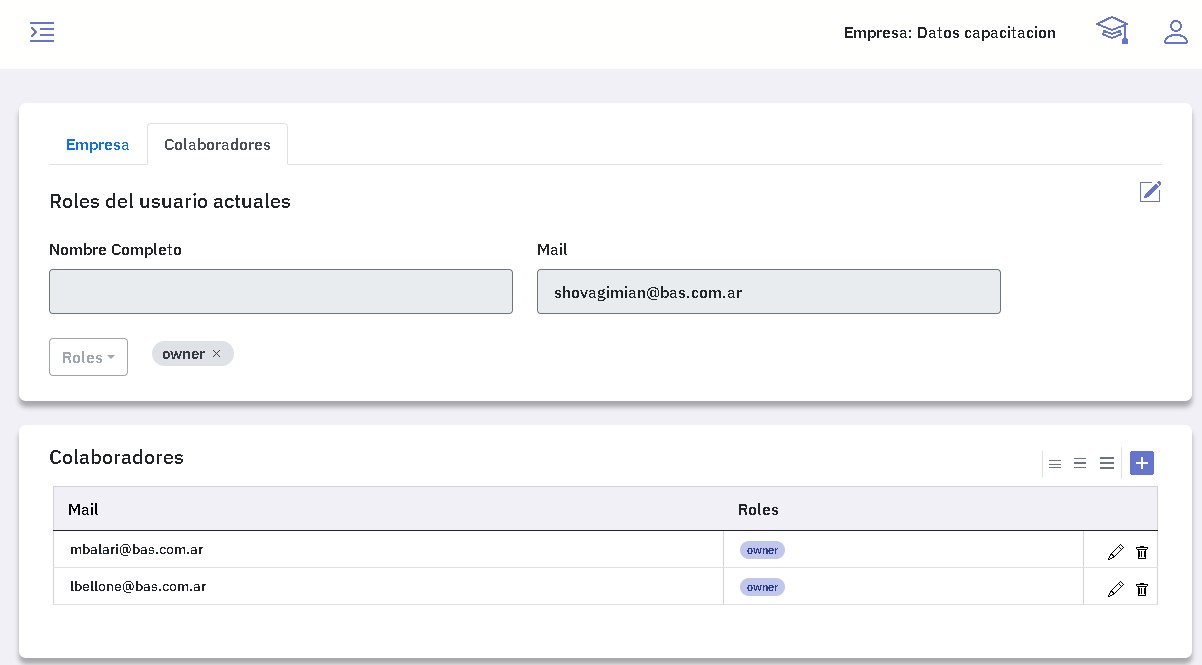 Empresa: Datos capacitacion
Empresa Colaboradores
Roles del usuario actuales
Nombre Completo Mail
shovagimian@bas.com.ar
Roles owner ×
Colaboradores
Mail Roles
mbalari@bas.com.ar owner
lbellone@bas.com.ar owner